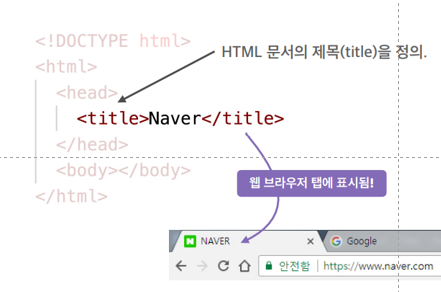 <!DOCTYPE html>
HTML 문서의 제목(title)을 정의.
<html>
<head>
<title>Naver</title>
</head>
<body></body>
</html>
웹 브라우저 탭에 표시됨!
NAVER
Google
안전함
https://www.naver.com